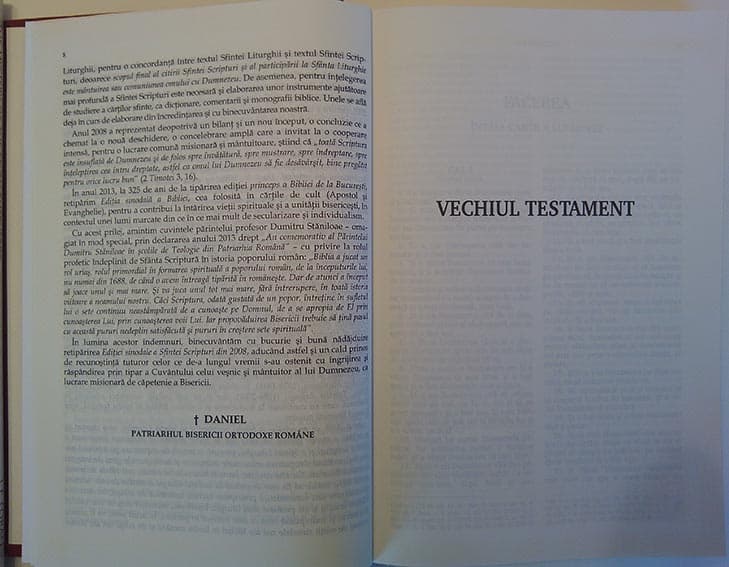 8
Liturghii, pentru o concordanță între textul Sfintei Liturghii și textul Sfintei Scrip-
turi, deoarece scopul final al citirii Sfintei Scripturi și al participării la Sfânta Liturghie
este mântuirea sau comuniunea omului cu Dumnezeu. De asemenea, pentru înțelegerea
mai profundă a Sfintei Scripturi este necesară și elaborarea unor instrumente ajutătoare
de studiere a cărților sfinte, ca dicționare, comentarii și monografii biblice. Unele se află
deja în curs de elaborare din încredințarea și cu binecuvântarea noastră.
Anul 2008 a reprezentat deopotrivă un bilanț și un nou început, o concluzie ce a
chemat la o nouă deschidere, o concelebrare amplă care a invitat la o cooperare
intensă, pentru o lucrare comună misionară și mântuitoare, știind că „toată Scriptura
este insuflată de Dumnezeu și de folos spre învățătură, spre mustrare, spre îndreptare, spre
înțelepțirea cea întru dreptate, astfel ca omul lui Dumnezeu să fie desăvârșit, bine pregătit
pentru orice lucru bun” (2 Timotei 3, 16).
În anul 2013, la 325 de ani de la tipărirea ediției princeps a Bibliei de la București,
retipărim Ediția sinodală a Bibliei, cea folosită în cărțile de cult (Apostol și
Evanghelie), pentru a contribui la întărirea vieții spirituale și a unității bisericești, în
contextul unei lumi marcate din ce în ce mai mult de secularizare și individualism.
Cu acest prilej, amintim cuvintele părintelui profesor Dumitru Stăniloae - oma-
giat în mod special, prin declararea anului 2013 drept „An comemorativ al Părintelui
Dumitru Stăniloae în școlile de Teologie din Patriarhia Română” - cu privire la rolul
profetic îndeplinit de Sfânta Scriptură în istoria poporului român: „Biblia a jucat un
rol uriaș, rolul primordial în formarea spirituală a poporului român, de la începuturile lui,
nu numai din 1688, de când o avem întreagă tipărită în românește. Dar de atunci a început
să joace unul și mai mare. Și va juca unul tot mai mare, fără întrerupere, în toată istoria
viitoare a neamului nostru. Căci Scriptura, odată gustată de un popor, întreține în sufletul
lui o sete continuu neastâmpărată de a cunoaște pe Domnul, de a se apropia de El prin
cunoașterea Lui, prin cunoașterea voii Lui. Iar propovăduirea Bisericii trebuie să țină pasul
cu această pururi nedeplin satisfăcută și pururi în creștere sete spirituală”.
În lumina acestor îndemnuri, binecuvântăm cu bucurie și bună nădăjduire
retipărirea Ediției sinodale a Sfintei Scripturi din 2008, aducând astfel și un cald prinos
de recunoștință tuturor celor ce de-a lungul vremii s-au ostenit cu îngrijirea și
răspândirea prin tipar a Cuvântului celui veșnic și mântuitor al lui Dumnezeu, ca
lucrare misionară de căpetenie a Bisericii.
† DANIEL
PATRIARHUL BISERICII ORTODOXE ROMÂNE
VECHIUL TESTAMENT
FACEREA